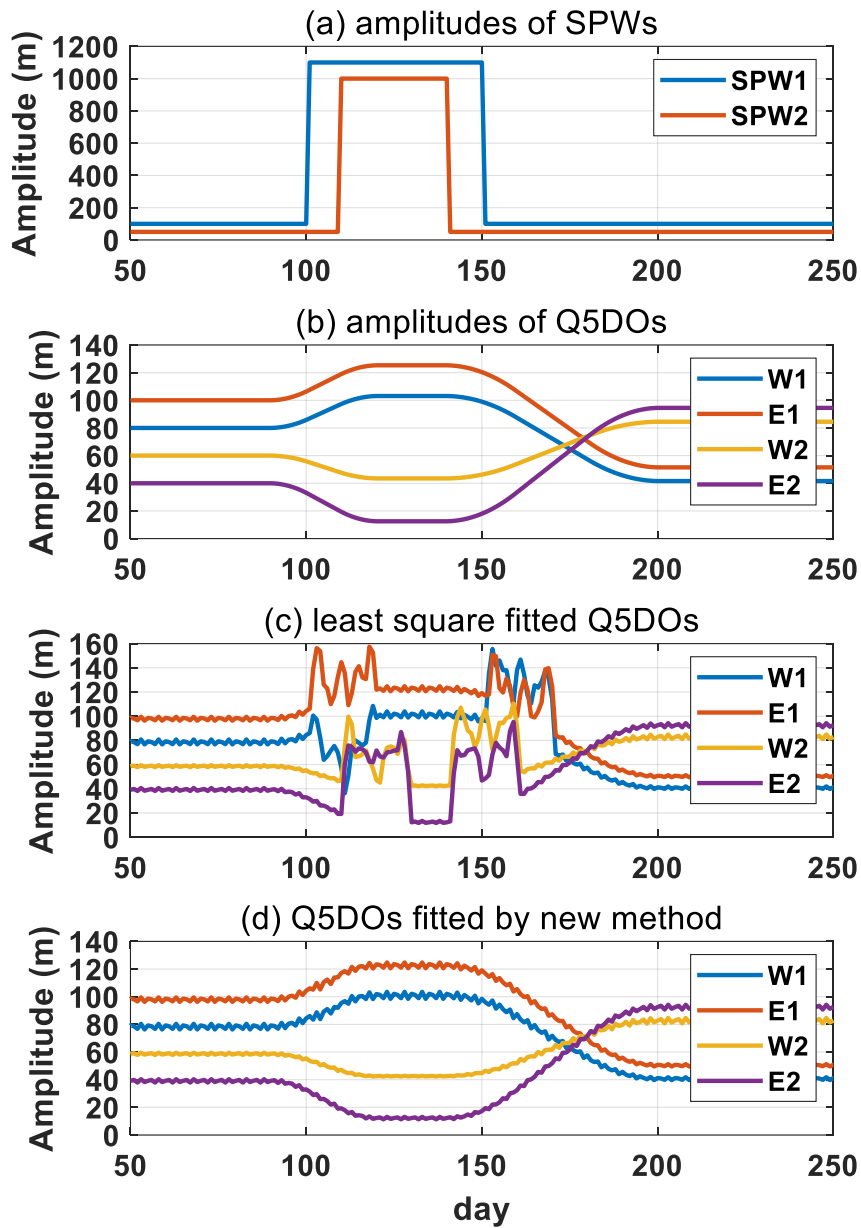 (a) amplitudes of SPWs
Amplitude (m)
1200
1000
800
600
400
200
0
SPW1
SPW2
50 100 150 200 250
(b) amplitudes of Q5DOs
Amplitude (m)
140
120
100
80
60
40
20
0
W1
E1
W2
E2
50 100 150 200 250
(c) least square fitted Q5DOs
Amplitude (m)
160
140
120
100
80
60
40
20
0
W1
E1
W2
E2
50 100 150 200 250
(d) Q5DOs fitted by new method
Amplitude (m)
140
120
100
80
60
40
20
0
W1
E1
W2
E2
50 100 150 200 250
day